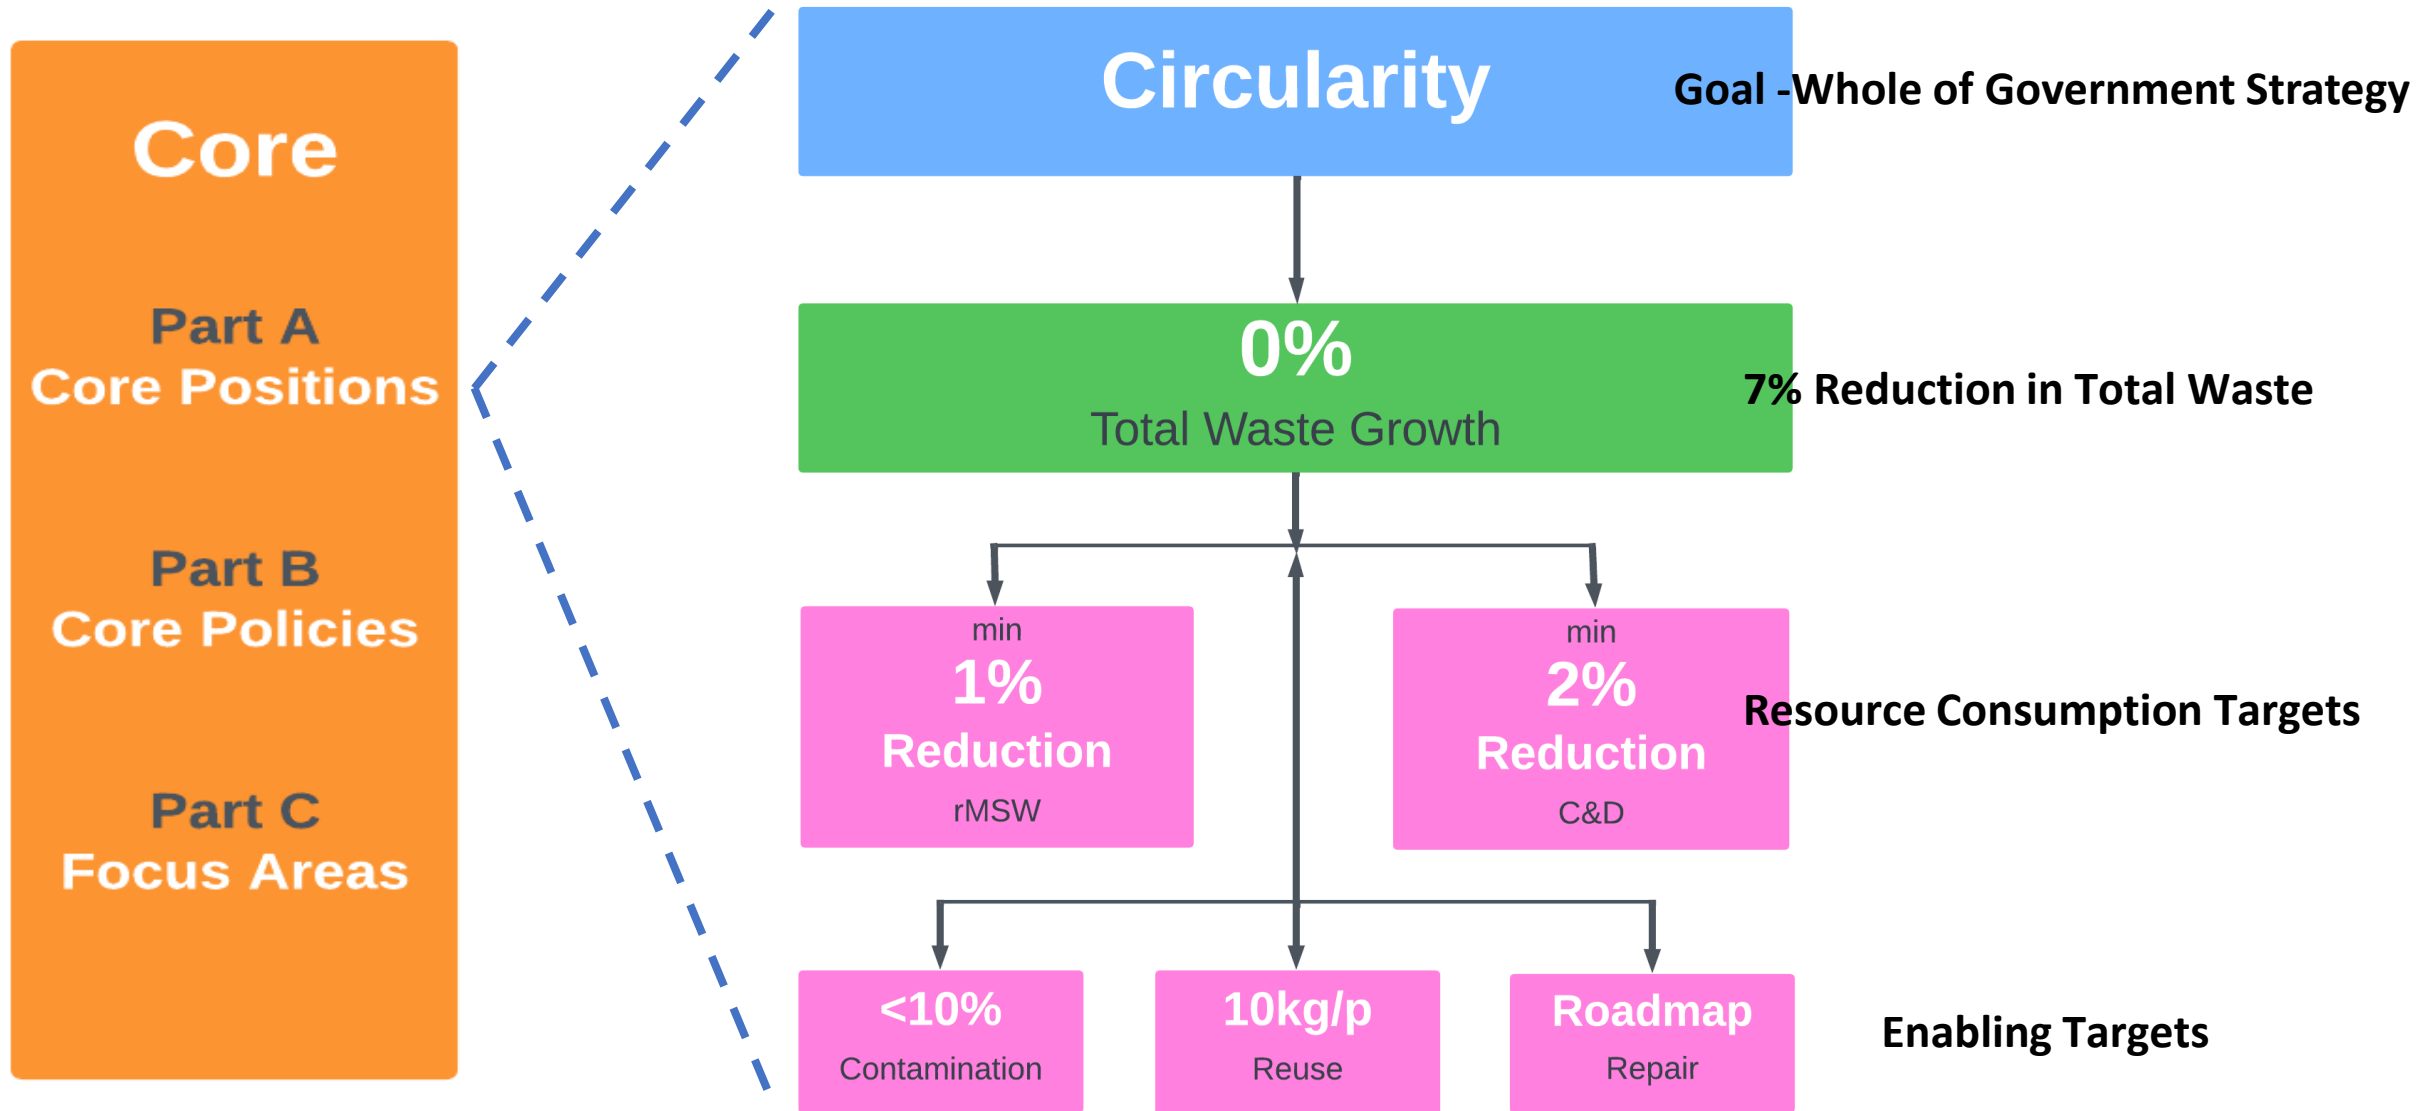 Core
Part A
Core Positions
Part B
Core Policies
Part C
Focus Areas
Circularity
Goal -Whole of Government Strategy
0%
Total Waste Growth
7% Reduction in Total Waste
min
1%
Reduction
rMSW
min
2%
Reduction
C&D
Resource Consumption Targets
<10%
Contamination
10kg/p
Reuse
Roadmap
Repair
Enabling Targets